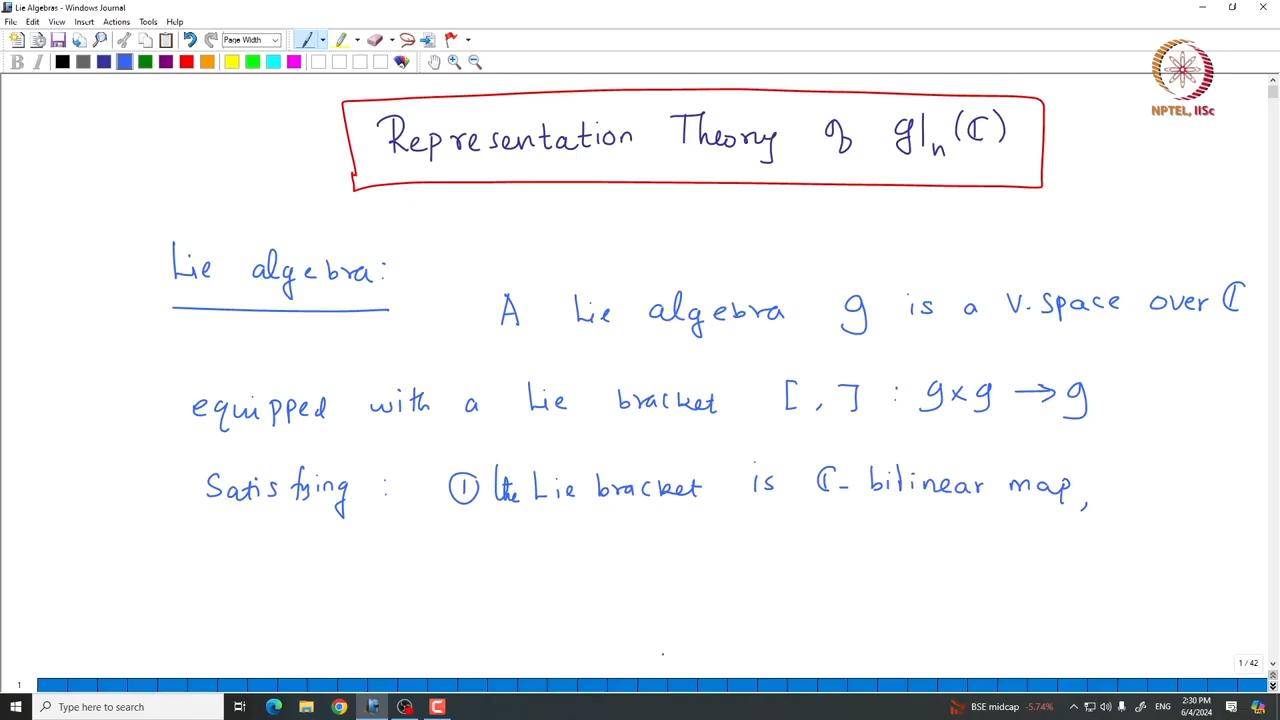 Lie Algebras - Windows Journal
File Edit View Insert Actions Tools Help
Page Width
B I
NPTEL, IISc
Representation Theory of gl_n(ℂ)
Lie algebra:
A Lie algebra g is a v. space over ℂ
equipped with a Lie bracket [ , ] : g×g → g
Satisfying : ① the Lie bracket is ℂ- bilinear map,
1 / 42
1
Type here to search
BSE midcap -5.74%
ENG
2:30 PM
6/4/2024